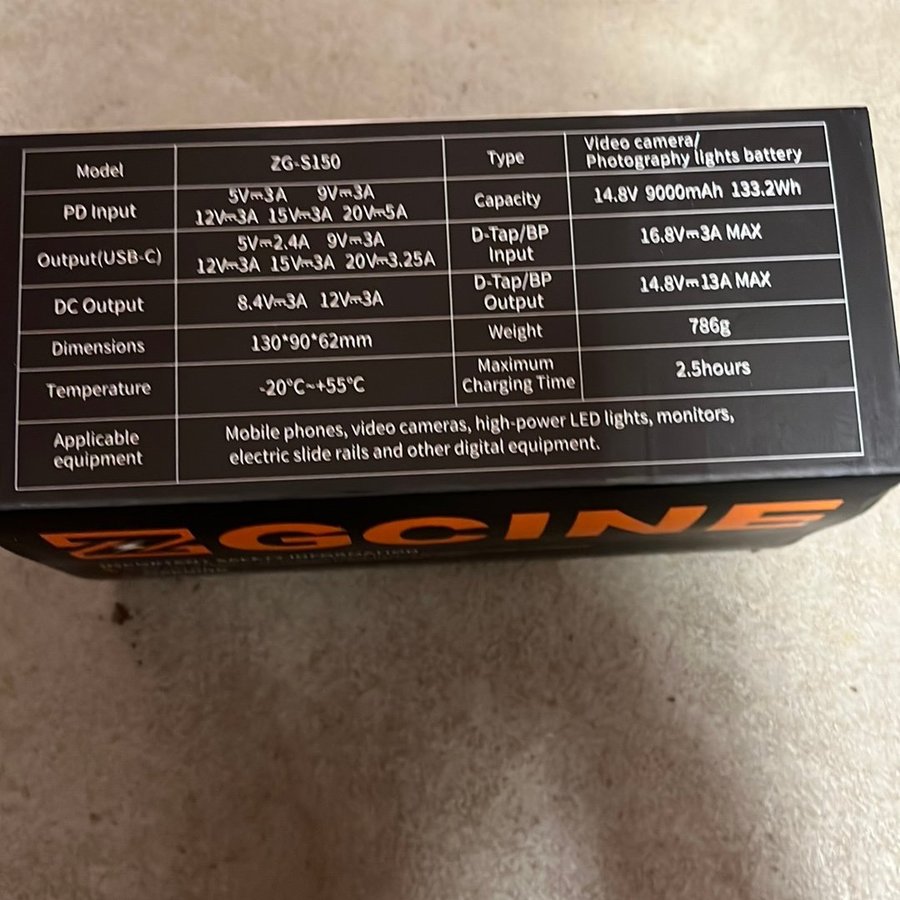 Model ZG-S150 Type Video camera/
Photography lights battery
PD Input 5V⎓3A 9V⎓3A
12V⎓3A 15V⎓3A 20V⎓5A
Capacity 14.8V 9000mAh 133.2Wh
Output(USB-C) 5V⎓2.4A 9V⎓3A
12V⎓3A 15V⎓3A 20V⎓3.25A
D-Tap/BP
Input
16.8V⎓3A MAX
DC Output 8.4V⎓3A 12V⎓3A
D-Tap/BP
Output
14.8V⎓13A MAX
Dimensions 130*90*62mm Weight 786g
Temperature -20°C~+55°C
Maximum
Charging Time
2.5hours
Applicable
equipment
Mobile phones, video cameras, high-power LED lights, monitors,
electric slide rails and other digital equipment.
ZGCINE
IMPORTANT SAFETY INFORMATION